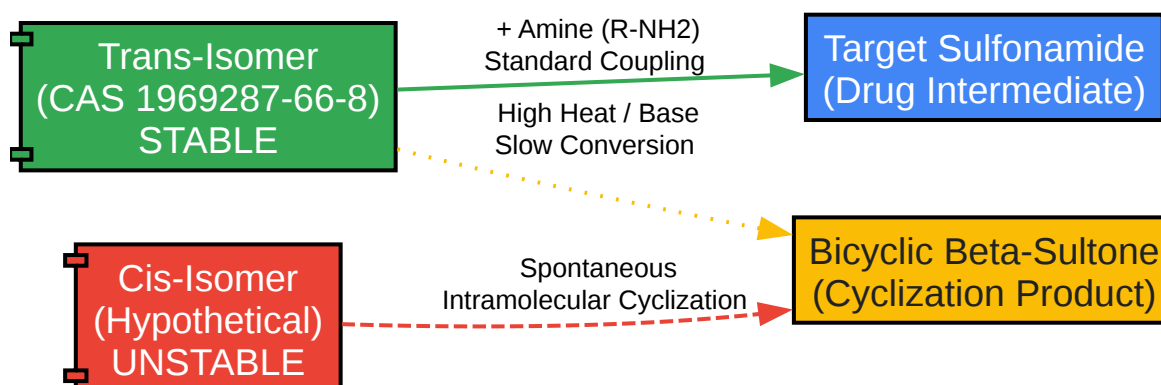 Trans-Isomer
(CAS 1969287-66-8)
STABLE
+ Amine (R-NH2)
Standard Coupling
Target Sulfonamide
(Drug Intermediate)
High Heat / Base
Slow Conversion
Cis-Isomer
(Hypothetical)
UNSTABLE
Spontaneous
Intramolecular Cyclization
Bicyclic Beta-Sultone
(Cyclization Product)